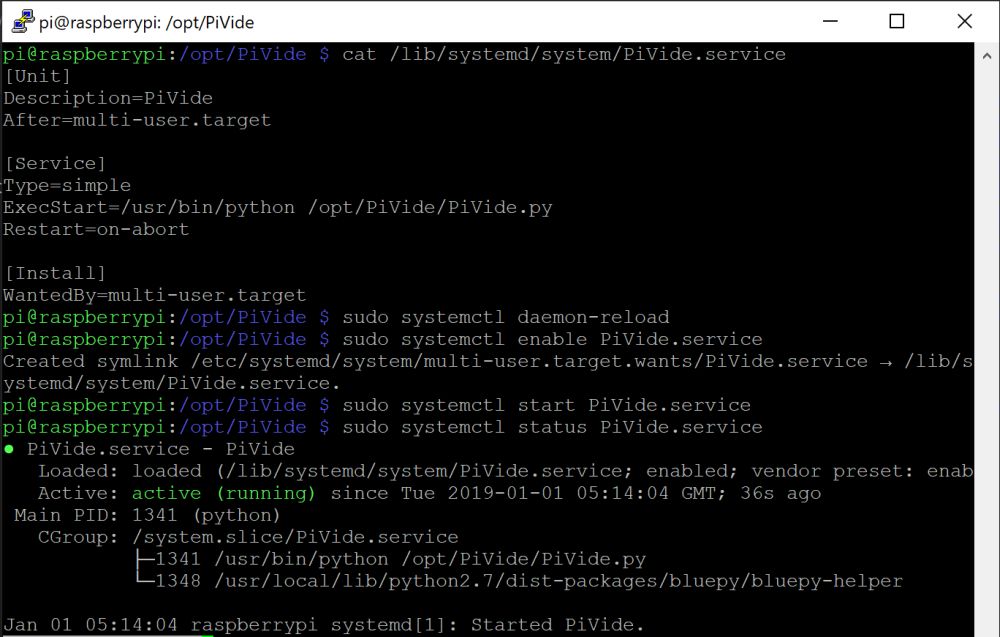 pi@raspberrypi: /opt/PiVide
pi@raspberrypi:/opt/PiVide $ cat /lib/systemd/system/PiVide.service
[Unit]
Description=PiVide
After=multi-user.target
[Service]
Type=simple
ExecStart=/usr/bin/python /opt/PiVide/PiVide.py
Restart=on-abort
[Install]
WantedBy=multi-user.target
pi@raspberrypi:/opt/PiVide $ sudo systemctl daemon-reload
pi@raspberrypi:/opt/PiVide $ sudo systemctl enable PiVide.service
Created symlink /etc/systemd/system/multi-user.target.wants/PiVide.service → /lib/s
ystemd/system/PiVide.service.
pi@raspberrypi:/opt/PiVide $ sudo systemctl start PiVide.service
pi@raspberrypi:/opt/PiVide $ sudo systemctl status PiVide.service
● PiVide.service - PiVide
Loaded: loaded (/lib/systemd/system/PiVide.service; enabled; vendor preset: enab
Active: active (running) since Tue 2019-01-01 05:14:04 GMT; 36s ago
Main PID: 1341 (python)
CGroup: /system.slice/PiVide.service
├─1341 /usr/bin/python /opt/PiVide/PiVide.py
└─1348 /usr/local/lib/python2.7/dist-packages/bluepy/bluepy-helper
Jan 01 05:14:04 raspberrypi systemd[1]: Started PiVide.